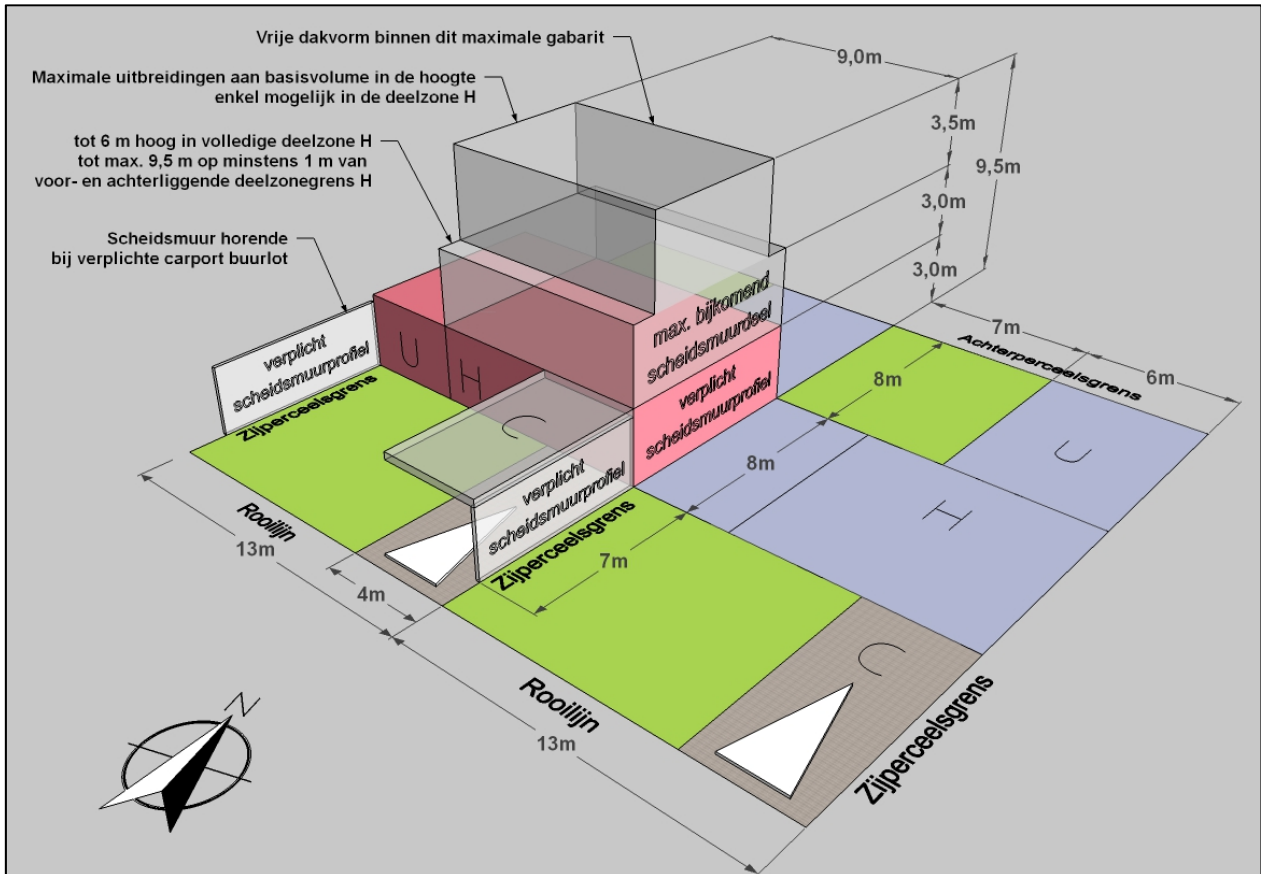 Vrije dakvorm binnen dit maximale gabarit
Maximale uitbreidingen aan basisvolume in de hoogte
enkel mogelijk in de deelzone H
tot 6 m hoog in volledige deelzone H
tot max. 9,5 m op minstens 1 m van
voor- en achterliggende deelzonegrens H
Scheidsmuur horende
bij verplichte carport buurlot
9,0m
3,5m
9,5m
3,0m
3,0m
7m
Achterperceelsgrens
6m
8m
8m
7m
max. bijkomend
scheidsmuurdeel
verplicht
scheidsmuurprofiel
verplicht
scheidsmuurprofiel
verplicht
scheidsmuurprofiel
U
H
C
U
H
C
Zijperceelsgrens
Zijperceelsgrens
Zijperceelsgrens
Rooilijn
13m
4m
Rooilijn
13m
N